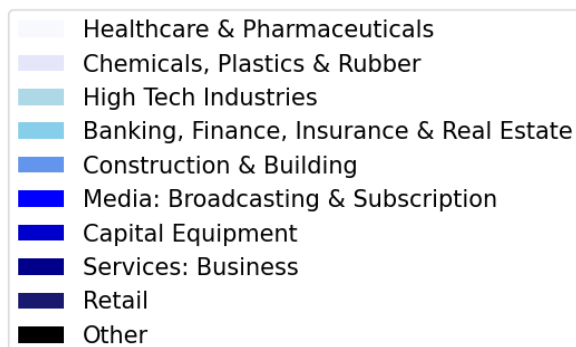 Healthcare & Pharmaceuticals
Chemicals, Plastics & Rubber
High Tech Industries
Banking, Finance, Insurance & Real Estate
Construction & Building
Media: Broadcasting & Subscription
Capital Equipment
Services: Business
Retail
Other